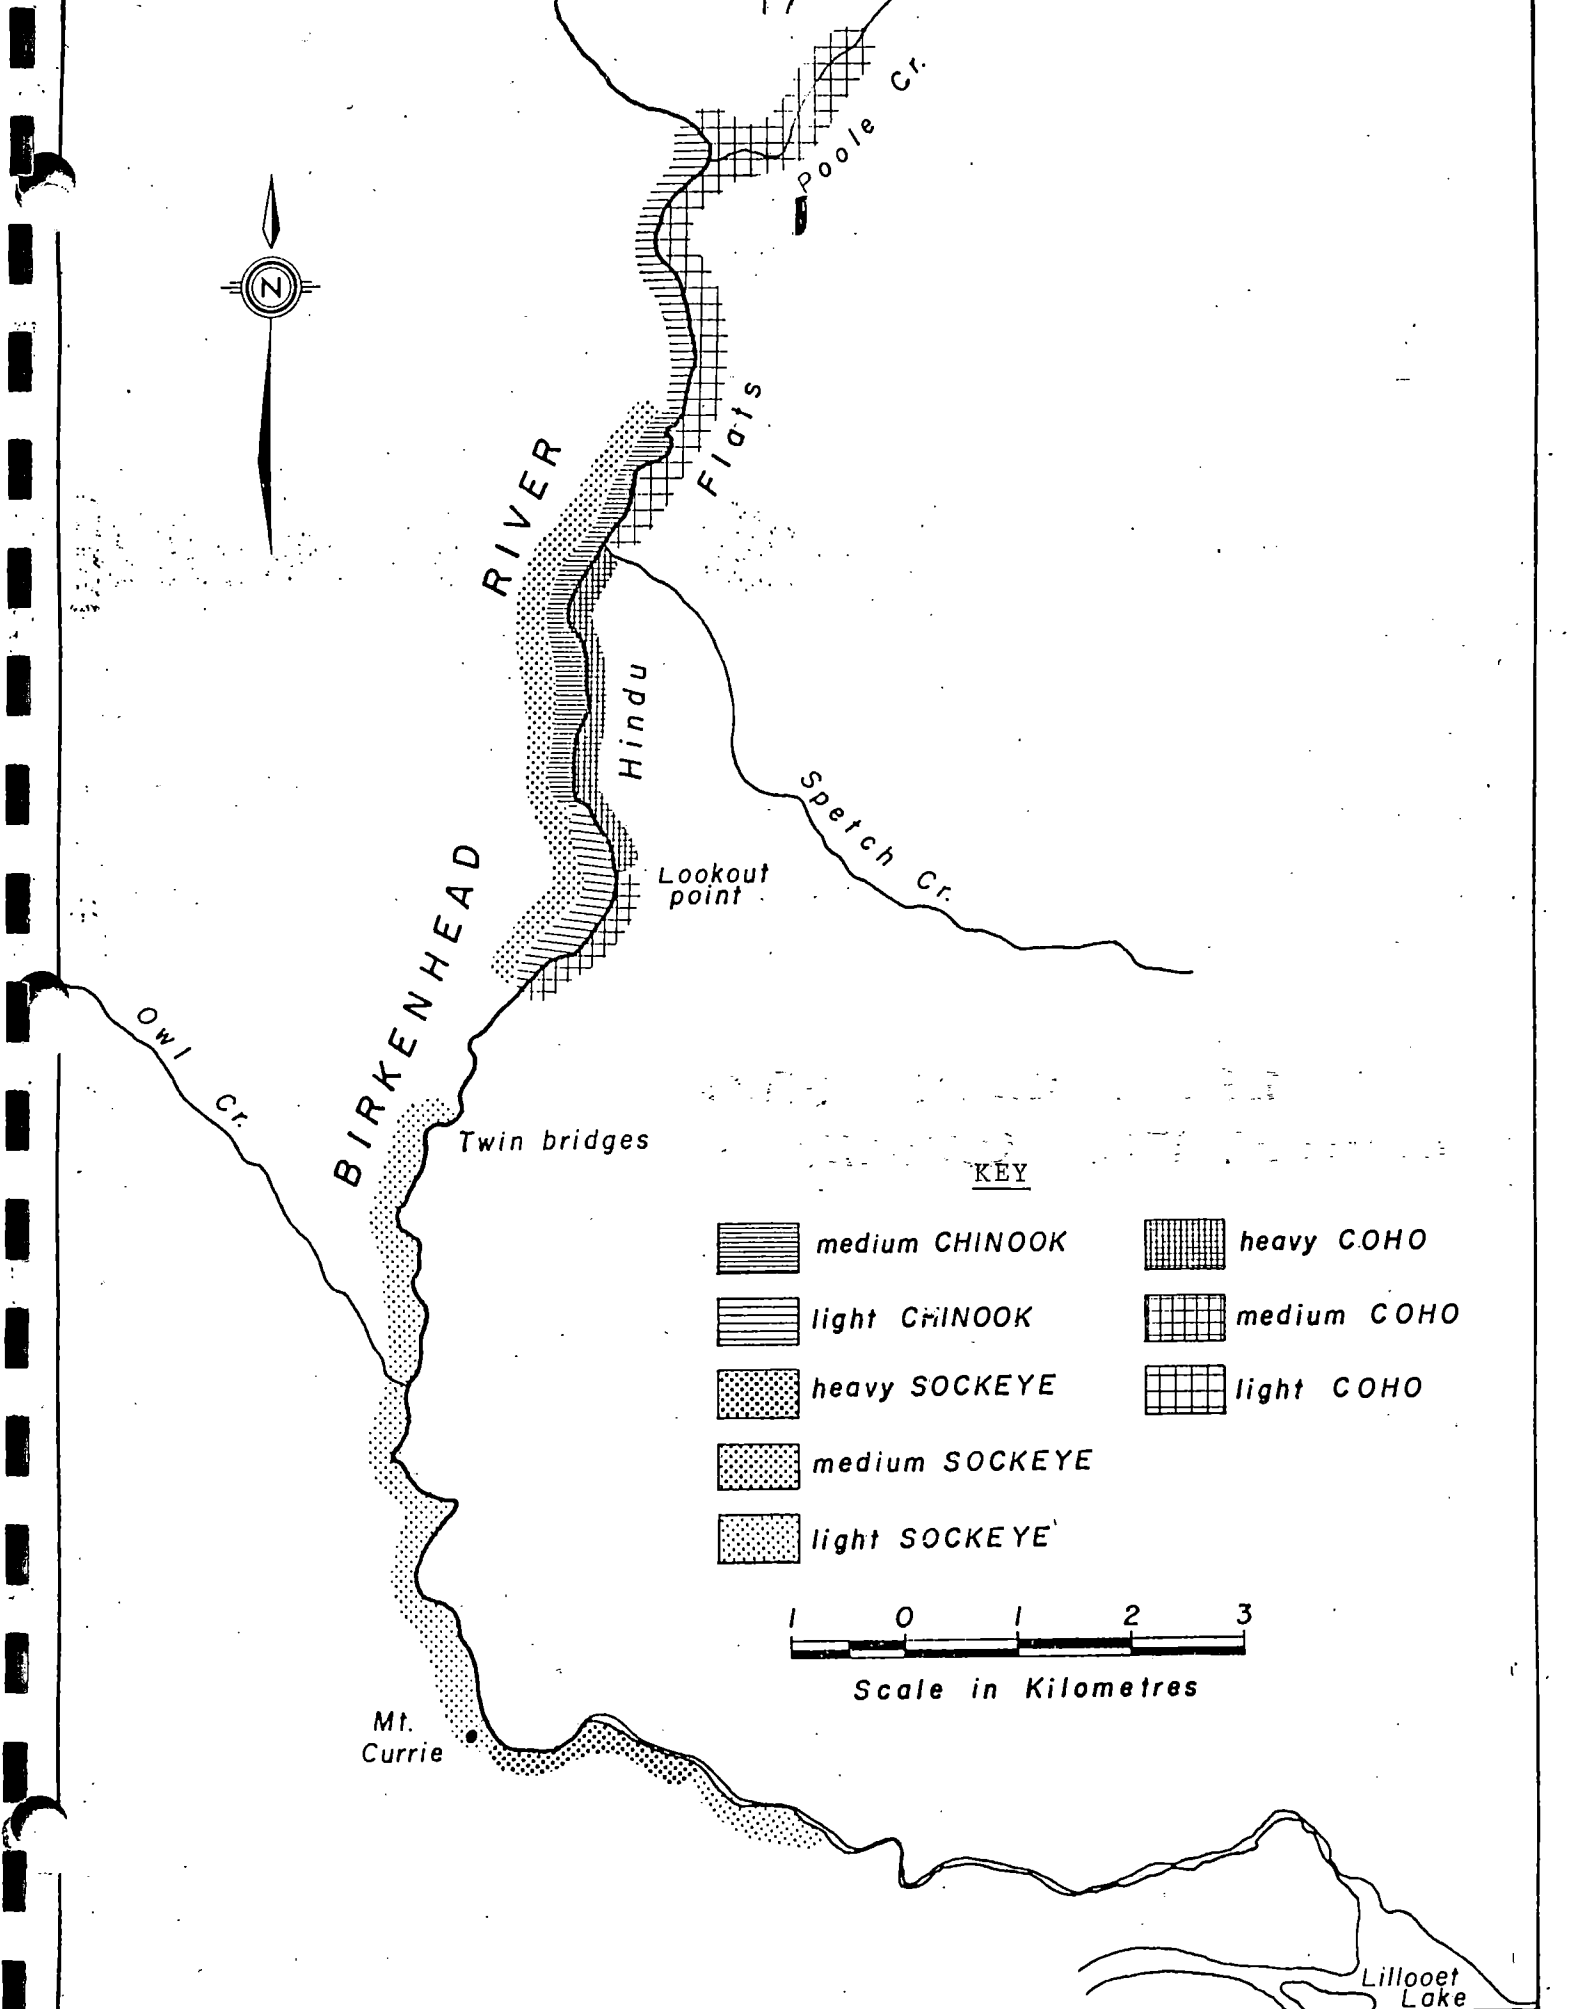 Poole Cr.
N
Flats
RIVER
Hindu
Spetch Cr.
Lookout
point
BIRKENHEAD
Owl Cr.
Twin bridges
KEY
medium CHINOOK
heavy COHO
light CHINOOK
medium COHO
heavy SOCKEYE
light COHO
medium SOCKEYE
light SOCKEYE
1 0 1 2 3
Scale in Kilometres
Mt.
Currie
Lillooet
Lake